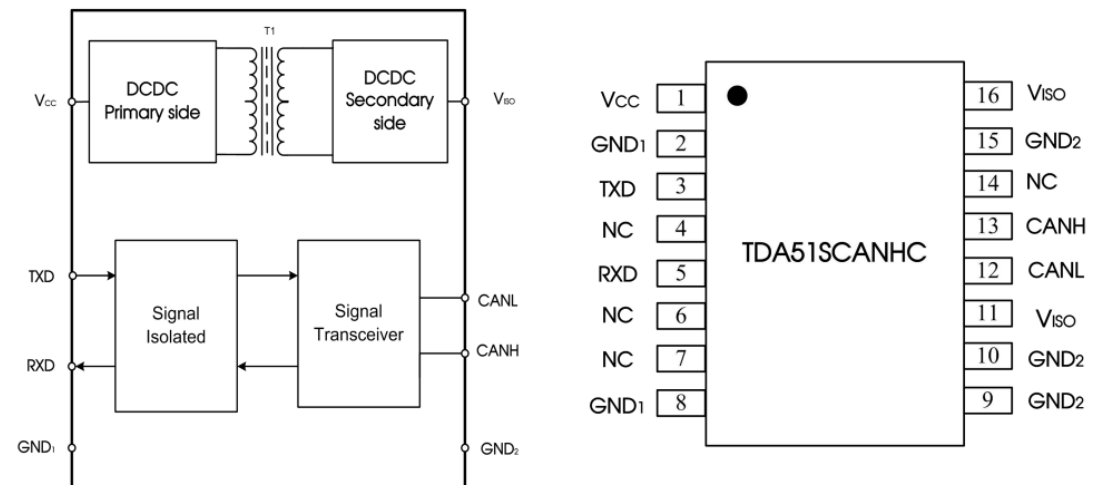 T1
DCDC
Primary side
DCDC
Secondary
side
VCC
VISO
TXD
RXD
GND1
Signal
Isolated
Signal
Transceiver
CANL
CANH
GND2
TDA51SCANHC
VCC 1
GND1 2
TXD 3
NC 4
RXD 5
NC 6
NC 7
GND1 8
16 VISO
15 GND2
14 NC
13 CANH
12 CANL
11 VISO
10 GND2
9 GND2